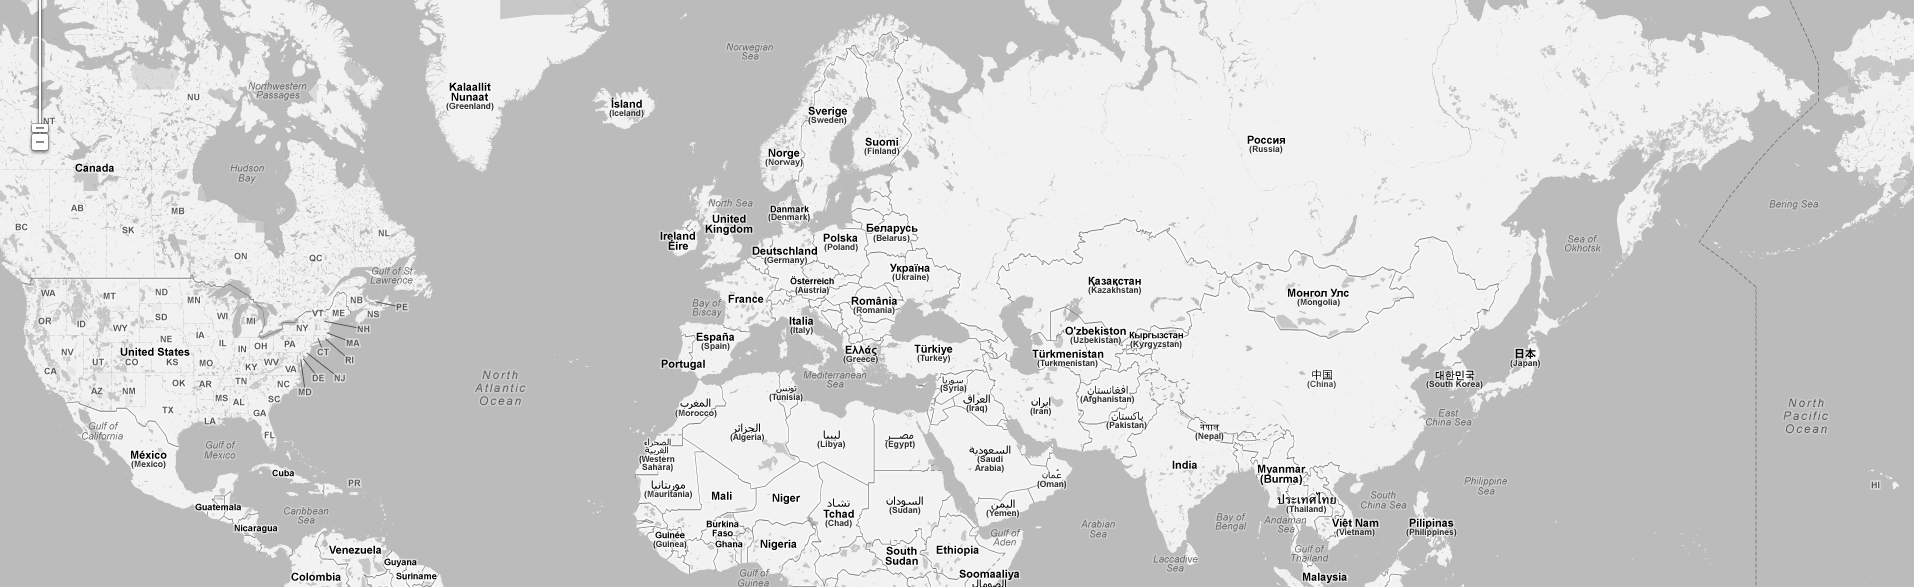 Norwegian
Sea
Kalaallit
Nunaat
(Greenland)
Northwestern
Passages
NU
NT
Ísland
(Iceland)
Sverige
(Sweden)
Suomi
(Finland)
Norge
(Norway)
Россия
(Russia)
Canada
Hudson
Bay
AB
MB
BC
SK
NL
ON
QC
North Sea
Danmark
(Denmark)
United
Kingdom
Ireland
Éire
Беларусь
(Belarus)
Polska
(Poland)
Deutschland
(Germany)
Україна
(Ukraine)
Österreich
(Austria)
Bering Sea
Sea of
Okhotsk
Gulf of St
Lawrence
Қазақстан
(Kazakhstan)
Монгол Улс
(Mongolia)
WA
MT
ND
MN
NB
PE
VT
ME
NS
NH
OR
ID
SD
WY
WI
MI
NY
MA
RI
CT
NV
UT
NE
CO
IA
IL
IN
OH
PA
KS
MO
KY
WV
VA
United States
CA
AZ
NM
OK
AR
TN
NC
DE
NJ
MD
TX
MS
AL
SC
GA
LA
FL
Bay of
Biscay
France
România
(Romania)
Italia
(Italy)
España
(Spain)
Portugal
Ελλάς
(Greece)
Türkiye
(Turkey)
O'zbekiston
(Uzbekistan)
Кыргызстан
(Kyrgyzstan)
Türkmenistan
(Turkmenistan)
日本
(Japan)
대한민국
(South Korea)
中国
(China)
North
Atlantic
Ocean
Mediterranean
Sea
تونس
(Tunisia)
سوريا
(Syria)
العراق
(Iraq)
ایران
(Iran)
افغانستان
(Afghanistan)
پاکستان
(Pakistan)
المغرب
(Morocco)
الجزائر
(Algeria)
ليبيا
(Libya)
مصر
(Egypt)
East
China Sea
North
Pacific
Ocean
नेपाल
(Nepal)
Gulf of
California
Gulf of
Mexico
México
(Mexico)
Cuba
PR
HI
الصحراء
الغربية
(Western
Sahara)
السعودية
(Saudi
Arabia)
عُمان
(Oman)
India
Myanmar
(Burma)
Philippine
Sea
موريتانيا
(Mauritania)
Mali
Niger
تشاد
Tchad
(Chad)
السودان
(Sudan)
اليمن
(Yemen)
ประเทศไทย
(Thailand)
South
China Sea
Guatemala
Caribbean
Sea
Nicaragua
Burkina
Faso
Guinée
(Guinea)
Ghana
Nigeria
South
Sudan
Ethiopia
Gulf of
Aden
Arabian
Sea
Bay of
Bengal
Andaman
Sea
Việt Nam
(Vietnam)
Pilipinas
(Philippines)
Venezuela
Guyana
Suriname
Colombia
Gulf of
Guinea
Soomaaliya
الصومال
Laccadive
Sea
Gulf of
Thailand
Malaysia